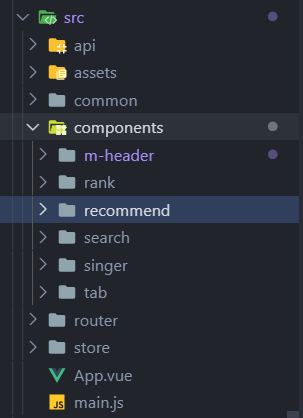 src
api
assets
common
components
m-header
rank
recommend
search
singer
tab
router
store
App.vue
JS main.js